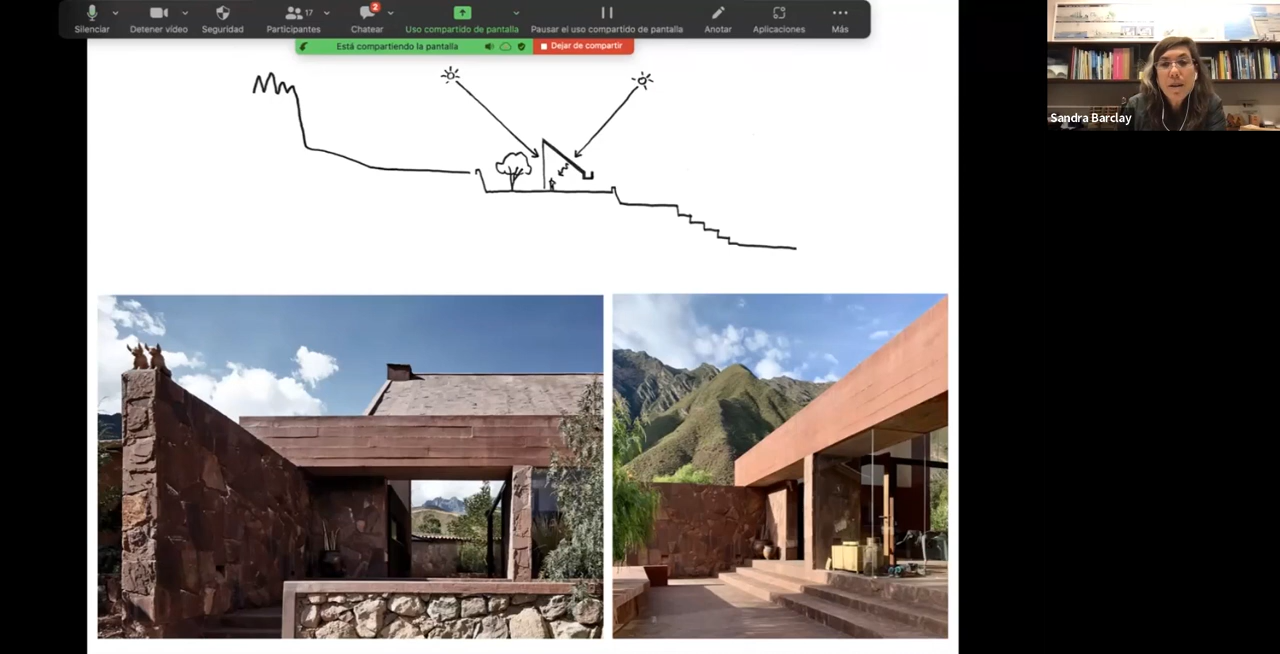 Silenciar
Detener vídeo
Seguridad
Participantes
17
Chatear
2
Uso compartido de pantalla
Pausar el uso compartido de pantalla
Anotar
Aplicaciones
Más
Está compartiendo la pantalla
Dejar de compartir
Sandra Barclay